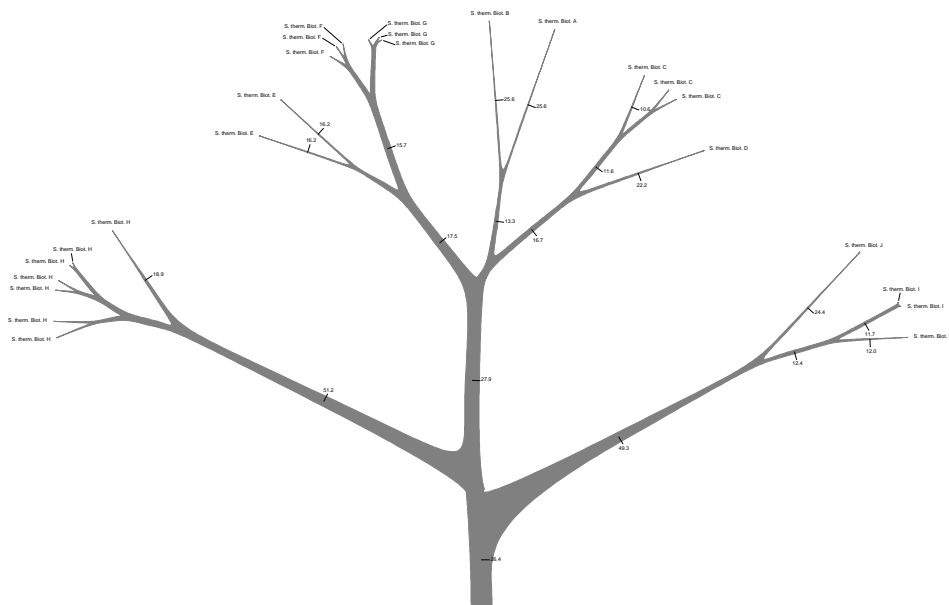 S. therm. Biot. B
S. therm. Biot. A
S. therm. Biot. F
S. therm. Biot. G
S. therm. Biot. F
S. therm. Biot. G
S. therm. Biot. G
S. therm. Biot. F
S. therm. Biot. C
S. therm. Biot. C
S. therm. Biot. C
S. therm. Biot. E
25.6
25.6
10.6
16.2
S. therm. Biot. E
16.2
15.7
S. therm. Biot. D
11.6
22.2
S. therm. Biot. H
13.3
16.7
17.5
S. therm. Biot. J
S. therm. Biot. H
S. therm. Biot. H
18.9
S. therm. Biot. H
S. therm. Biot. H
S. therm. Biot. I
S. therm. Biot. I
24.4
S. therm. Biot. H
11.7
S. therm. Biot. H
S. therm. Biot.
12.0
12.4
27.9
51.2
49.3